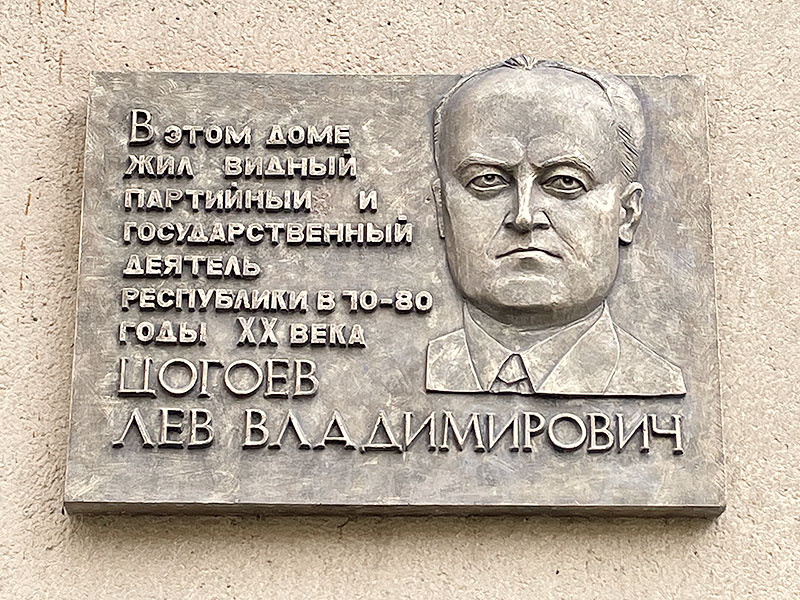 В этом доме
жил видный
партийный и
государственный
деятель
республики в 70-80
годы XX века
Цогоев
Лев Владимирович